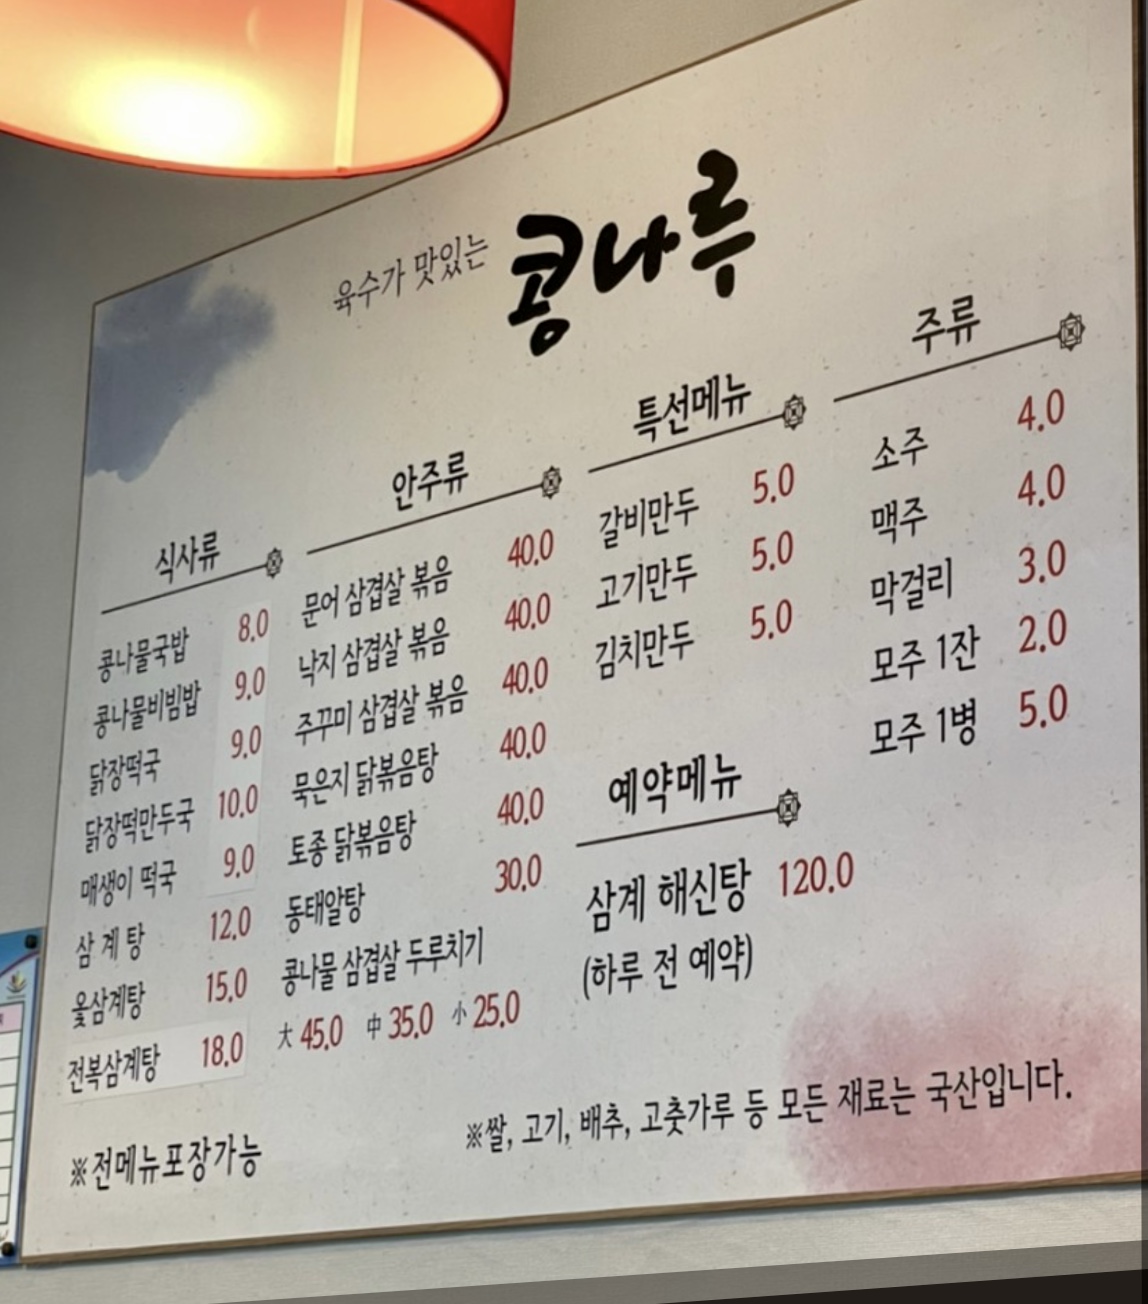 육수가 맛있는 콩나루
식사류
콩나물국밥 8.0
콩나물비빔밥 9.0
닭장떡국 9.0
닭장떡만두국 10.0
매생이 떡국 9.0
삼 계 탕 12.0
옻삼계탕 15.0
전복삼계탕 18.0
※전메뉴포장가능
안주류
문어 삼겹살 볶음 40.0
낙지 삼겹살 볶음 40.0
주꾸미 삼겹살 볶음 40.0
묵은지 닭볶음탕 40.0
토종 닭볶음탕 40.0
동태알탕 30.0
콩나물 삼겹살 두루치기
大 45.0 中 35.0 小 25.0
특선메뉴
갈비만두 5.0
고기만두 5.0
김치만두 5.0
예약메뉴
삼계 해신탕 120.0
(하루 전 예약)
주류
소주 4.0
맥주 4.0
막걸리 3.0
모주 1잔 2.0
모주 1병 5.0
※쌀, 고기, 배추, 고춧가루 등 모든 재료는 국산입니다.